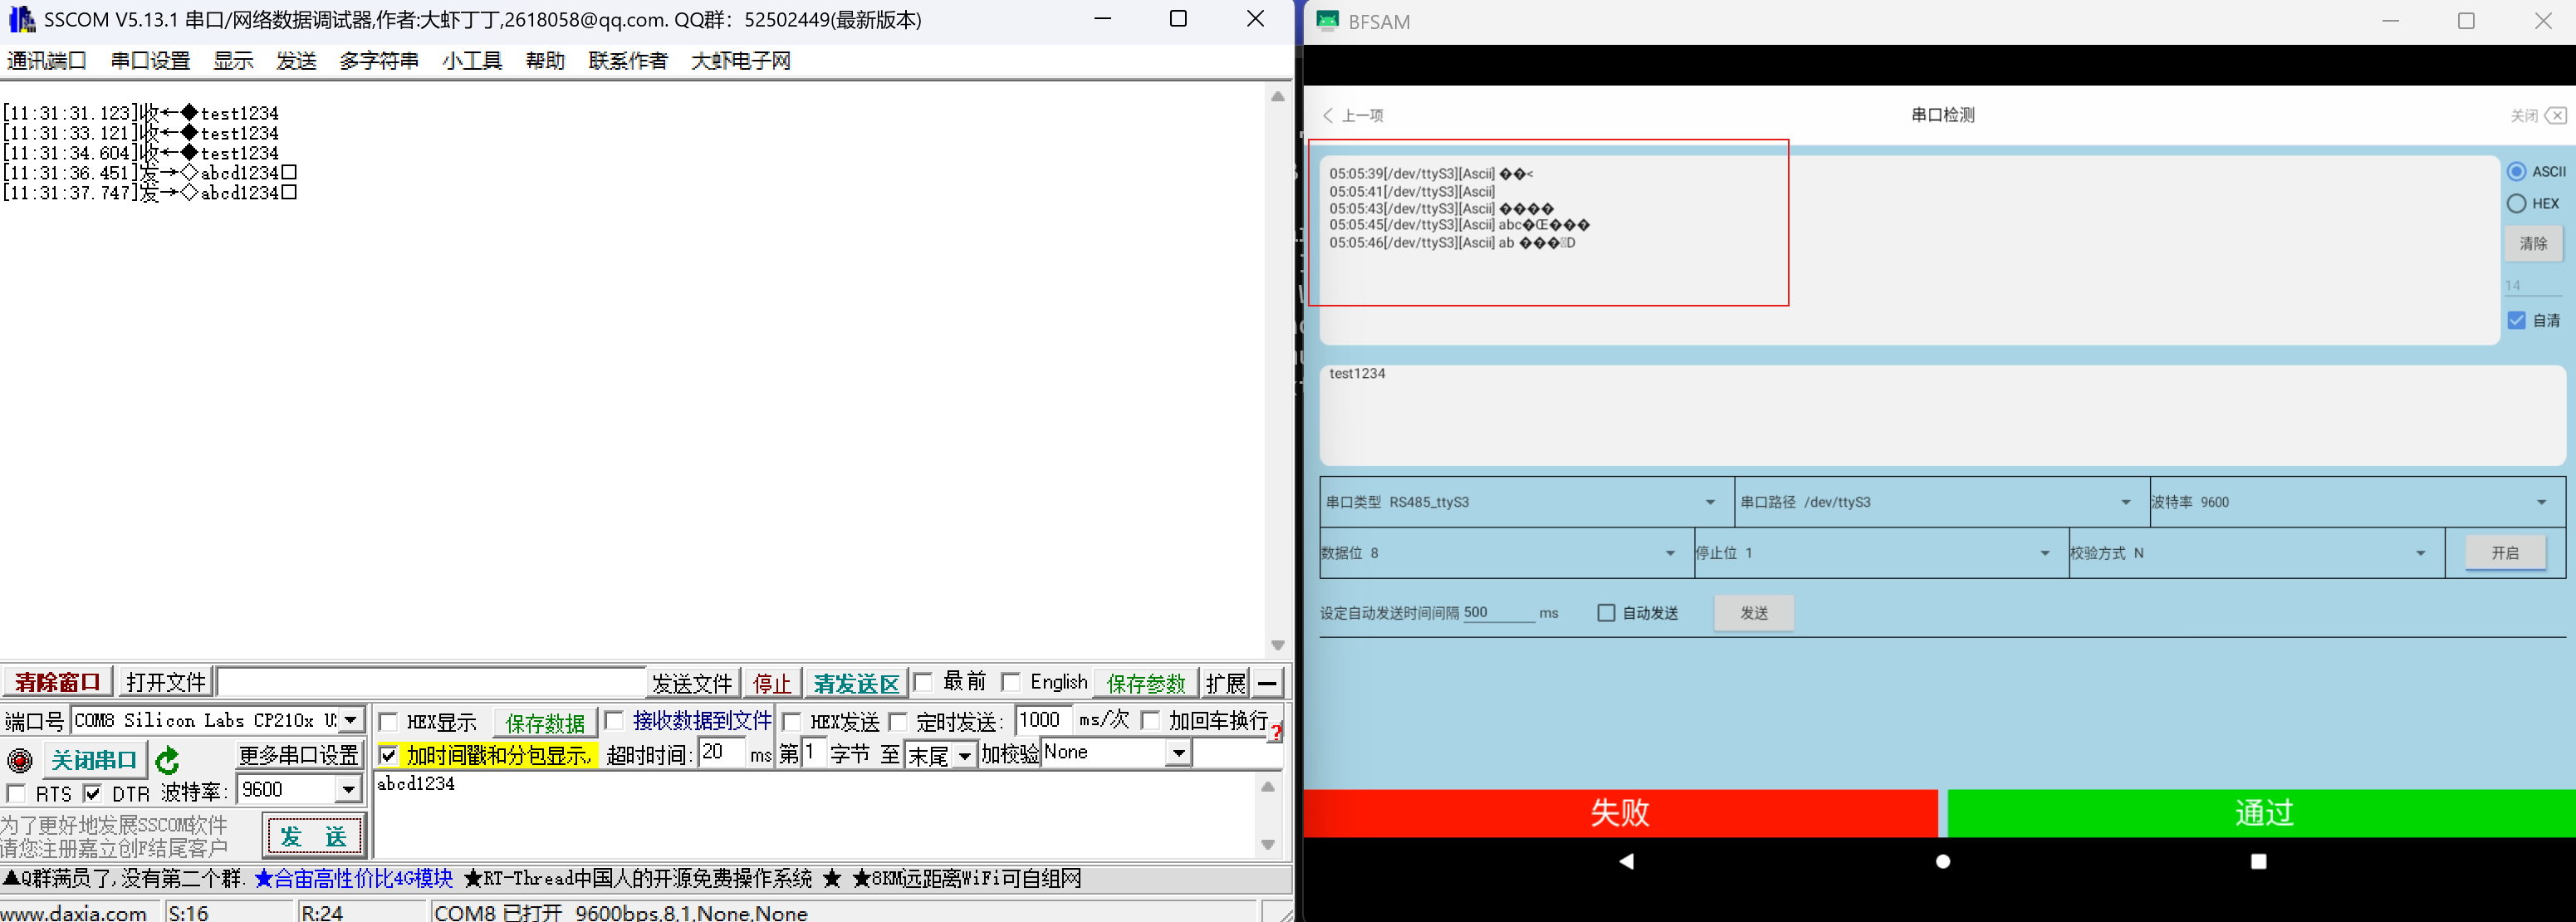 SSCOM V5.13.1 串口/网络数据调试器,作者:大虾丁丁,2618058@qq.com. QQ群：52502449(最新版本)
通讯端口 串口设置 显示 发送 多字符串 小工具 帮助 联系作者 大虾电子网
[11:31:31.123]收←◆test1234
[11:31:33.121]收←◆test1234
[11:31:34.604]收←◆test1234
[11:31:36.451]发→◇abcd1234□
[11:31:37.747]发→◇abcd1234□
清除窗口 打开文件 发送文件 停止 清发送区 最前 English 保存参数 扩展 —
端口号 COM8 Silicon Labs CP210x U HEX显示 保存数据 接收数据到文件 HEX发送 定时发送: 1000 ms/次 加回车换行 ?
关闭串口 更多串口设置 加时间戳和分包显示, 超时时间: 20 ms 第1 字节 至 末尾 加校验 None
RTS DTR 波特率: 9600
abcd1234
为了更好地发展SSCOM软件
请您注册嘉立创F结尾客户
发 送
▲Q群满员了,没有第二个群. ★合宙高性价比4G模块 ★RT-Thread中国人的开源免费操作系统 ★ ★8KM远距离WiFi可自组网
www.daxia.com S:16 R:24 COM8 已打开 9600bps,8,1,None,None
BFSAM
上一项 串口检测 关闭
05:05:39[/dev/ttyS3][Ascii] ��<
05:05:41[/dev/ttyS3][Ascii]
05:05:43[/dev/ttyS3][Ascii] ����
05:05:45[/dev/ttyS3][Ascii] abc�Œ���
05:05:46[/dev/ttyS3][Ascii] ab ���D
ASCII
HEX
清除
14
自清
test1234
串口类型 RS485_ttyS3 串口路径 /dev/ttyS3 波特率 9600
数据位 8 停止位 1 校验方式 N 开启
设定自动发送时间间隔 500 ms 自动发送 发送
失败 通过